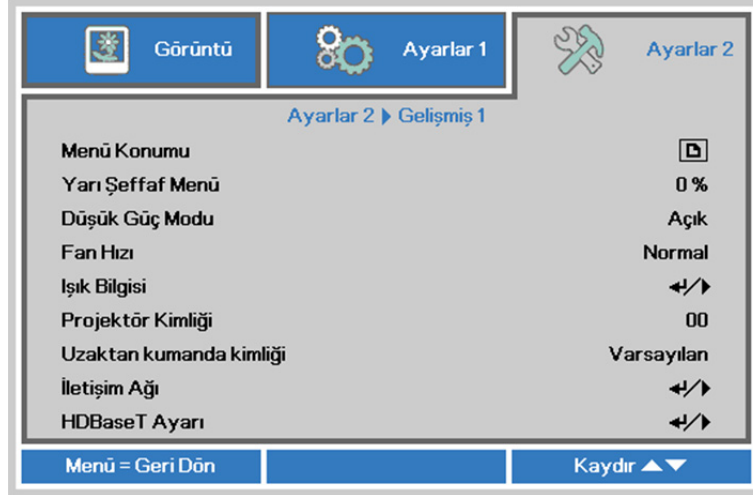 Görüntü
Ayarlar 1
Ayarlar 2
Ayarlar 2 Gelişmiş 1
Menü Konumu
Yarı Şeffaf Menü 0 %
Düşük Güç Modu Açık
Fan Hızı Normal
Işık Bilgisi
Projektör Kimliği 00
Uzaktan kumanda kimliği Varsayılan
İletişim Ağı
HDBaseT Ayarı
Menü = Geri Dön
Kaydır